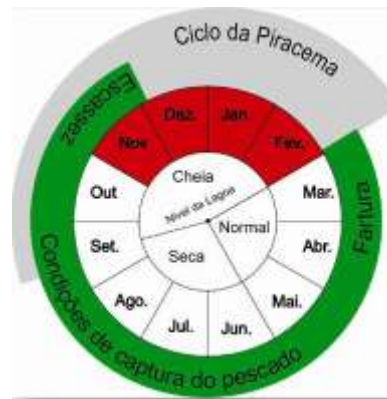 Ciclo da Piracema
Escassez
Fartura
Condições de captura do pescado
Nov
Dez.
Jan.
Fev.
Mar.
Abr.
Mai.
Jun.
Jul.
Ago.
Set.
Out
Cheia
Nível da Lagoa
Normal
Seca